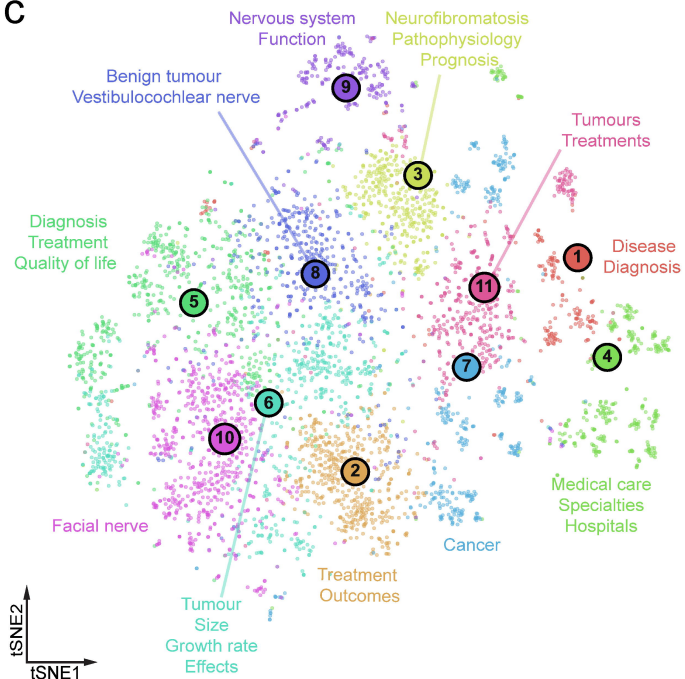 C
Nervous system
Function
Neurofibromatosis
Pathophysiology
Prognosis
Benign tumour
Vestibulocochlear nerve
9
Tumours
Treatments
3
Diagnosis
Treatment
Quality of life
1
Disease
Diagnosis
8
11
5
4
7
6
10
2
Medical care
Specialties
Hospitals
Facial nerve
Cancer
Treatment
Outcomes
Tumour
Size
Growth rate
Effects
tSNE2
tSNE1